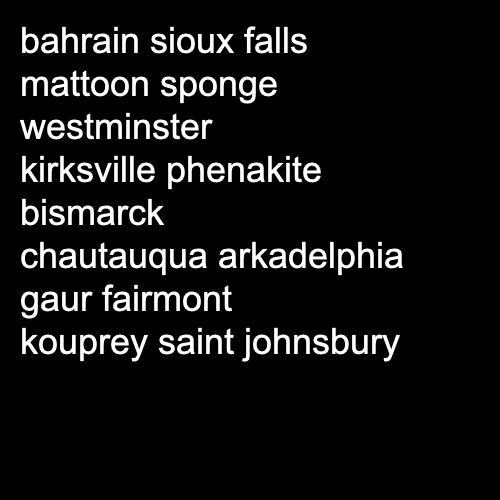 bahrain sioux falls
mattoon sponge
westminster
kirksville phenakite
bismarck
chautauqua arkadelphia
gaur fairmont
kouprey saint johnsbury